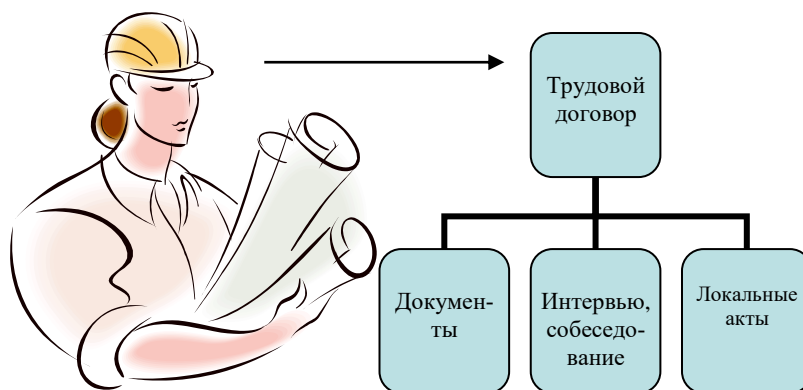 Трудовой
договор
Докумен-
ты
Интервью,
собеседо-
вание
Локальные
акты